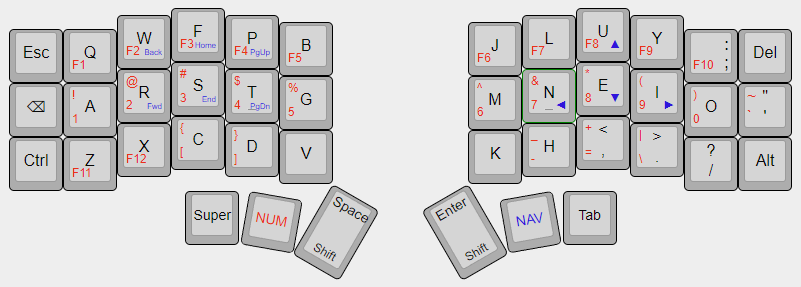 Esc
Q
F1
W
F2 Back
F
F3 Home
P
F4 PgUp
B
F5
J
F6
L
F7
U
F8 ▲
Y
F9
:
F10 ;
Del
⌫
!
A
1
@
R
2 Fwd
#
S
3 End
$
T
4 PgDn
%
G
5
^
M
6
&
N
7 _ ◀
*
E
8 ▼
(
I
9 ▶
)
O
0
~ "
` '
Ctrl
Z
F11
X
F12
{
C
[
}
D
]
V
K
_
H
-
+ <
= ,
| >
\ .
?
/
Alt
Super
NUM
Space
Shift
Enter
Shift
NAV
Tab